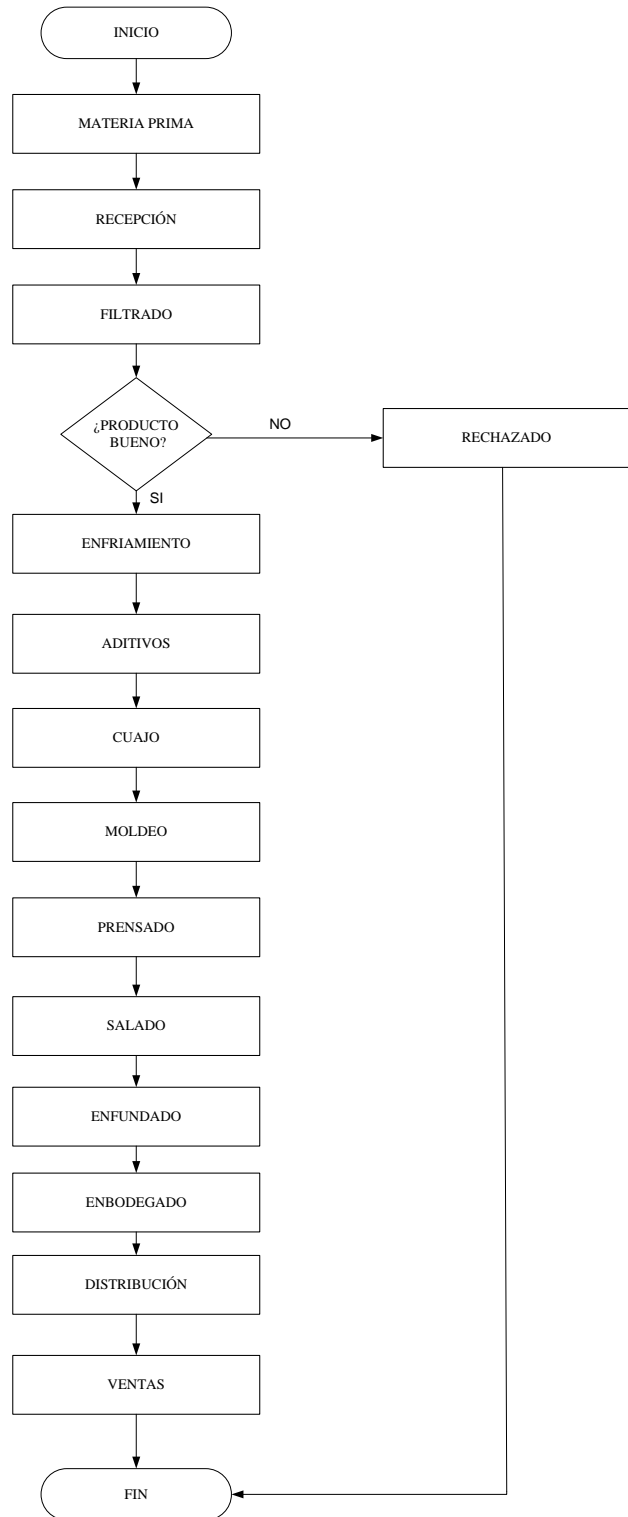 INICIO
MATERIA PRIMA
RECEPCIÓN
FILTRADO
¿PRODUCTO
BUENO?
NO
RECHAZADO
SI
ENFRIAMIENTO
ADITIVOS
CUAJO
MOLDEO
PRENSADO
SALADO
ENFUNDADO
ENBODEGADO
DISTRIBUCIÓN
VENTAS
FIN